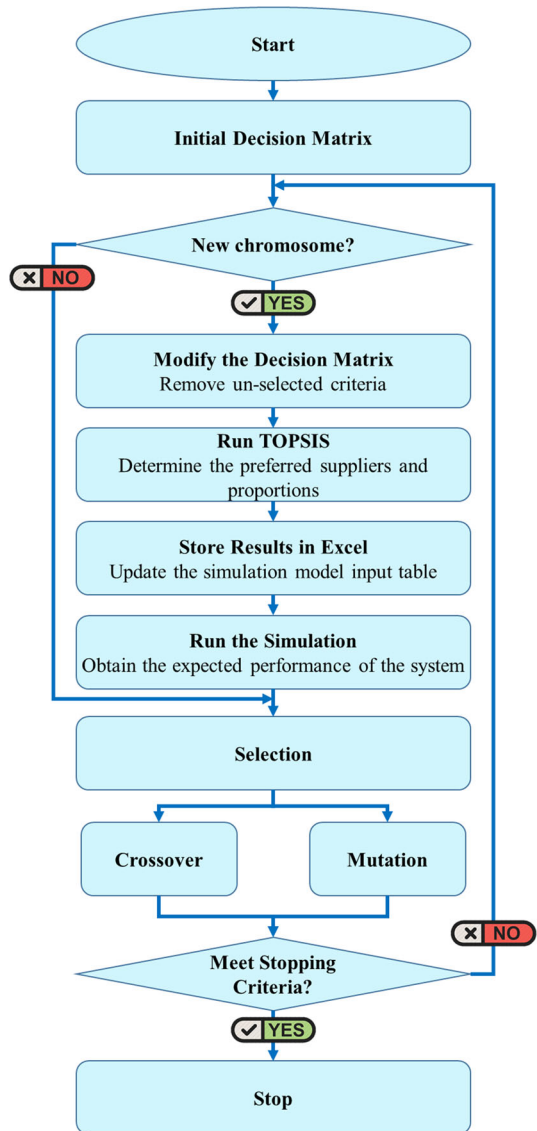 Start
Initial Decision Matrix
New chromosome?
NO
YES
Modify the Decision Matrix
Remove un-selected criteria
Run TOPSIS
Determine the preferred suppliers and
proportions
Store Results in Excel
Update the simulation model input table
Run the Simulation
Obtain the expected performance of the system
Selection
Crossover
Mutation
NO
Meet Stopping
Criteria?
YES
Stop